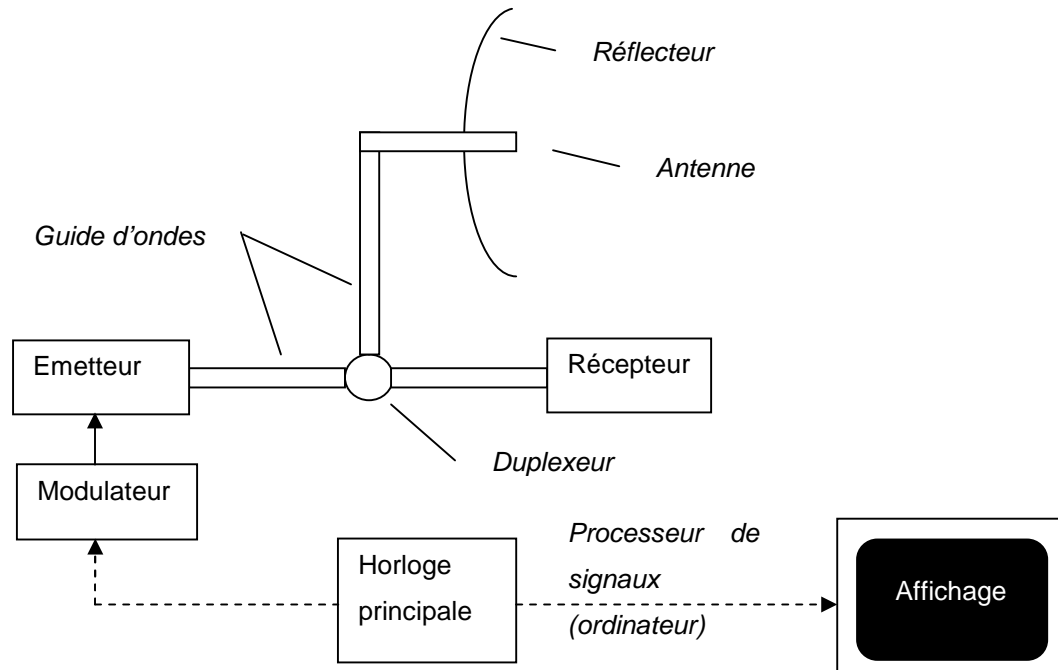 Réflecteur
Antenne
Guide d’ondes
Emetteur
Récepteur
Duplexeur
Modulateur
Horloge
principale
Processeur de
signaux
(ordinateur)
Affichage